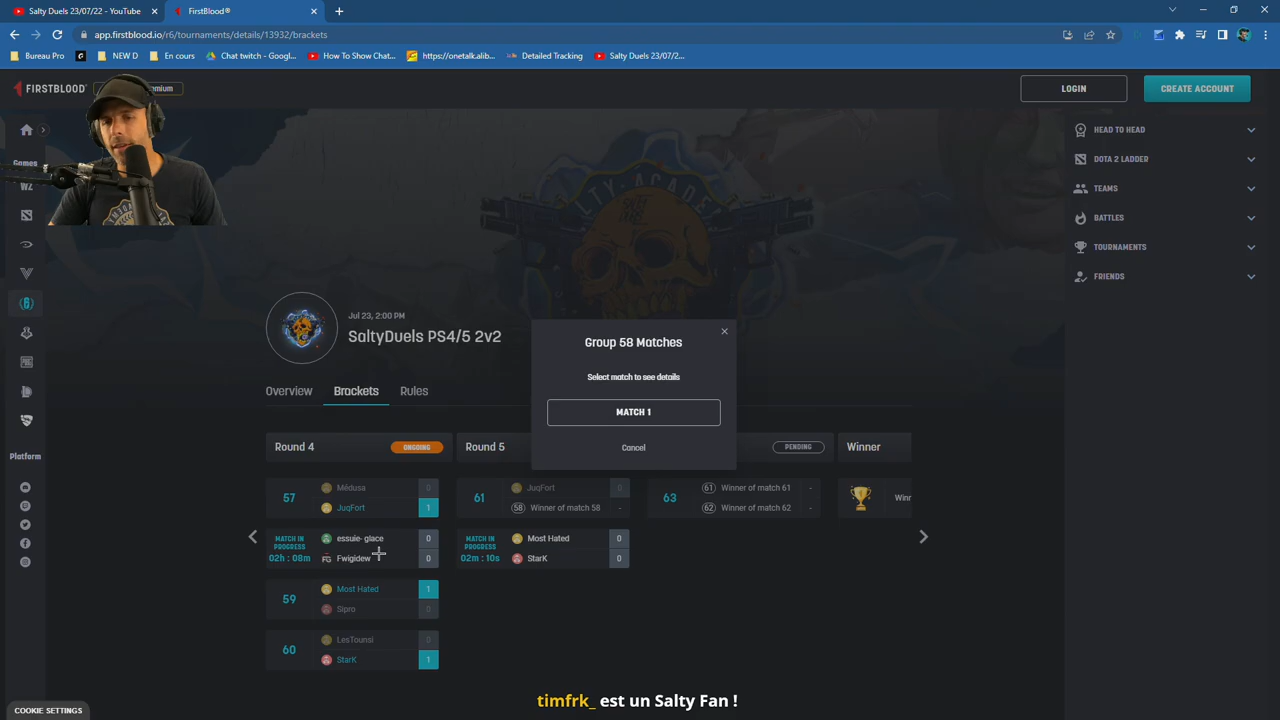 Salty Duels 23/07/22 - YouTube
FirstBlood®
app.firstblood.io/r6/tournaments/details/13932/brackets
Bureau Pro
NEW D
En cours
Chat twitch - Googl...
How To Show Chat...
https://onetalk.alib...
Detailed Tracking
Salty Duels 23/07/2...
FIRSTBLOOD®
LOGIN
CREATE ACCOUNT
Games
WZ
Platform
HEAD TO HEAD
DOTA 2 LADDER
TEAMS
BATTLES
TOURNAMENTS
FRIENDS
Jul 23, 2:00 PM
SaltyDuels PS4/5 2v2
Overview
Brackets
Rules
Group 58 Matches
Select match to see details
MATCH 1
Cancel
Round 4
ONGOING
Round 5
PENDING
Winner
57
Médusa 0
JuqFort 1
MATCH IN PROGRESS
02h : 08m
essuie- glace 0
FG Fwigidew 0
59
Most Hated 1
Sipro 0
60
LesTounsi 0
StarK 1
61
JuqFort 0
58 Winner of match 58 -
MATCH IN PROGRESS
02m : 10s
Most Hated 0
StarK 0
63
61 Winner of match 61 -
62 Winner of match 62 -
Winr
COOKIE SETTINGS
timfrk_ est un Salty Fan !